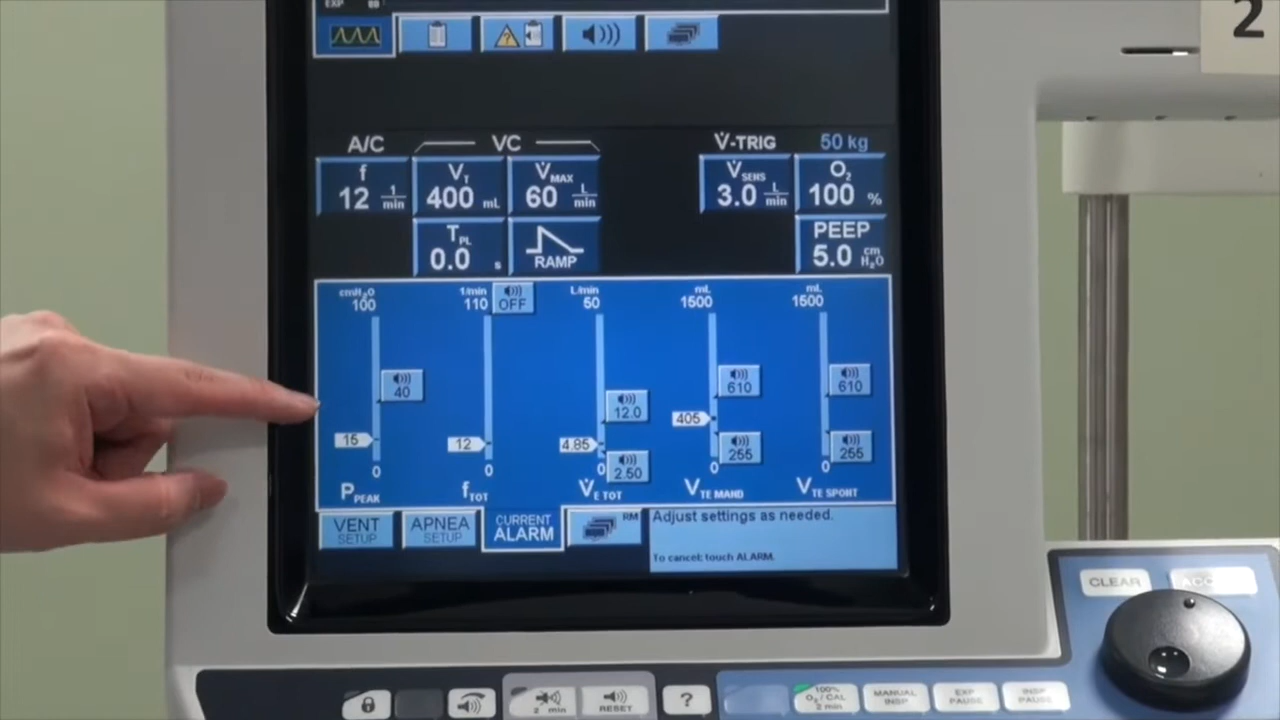 EXP
2
A/C VC V-TRIG 50 kg
f VT VMAX VSENS O2
12 1/min 400 mL 60 L/min 3.0 L/min 100 %
TPL PEEP
0.0 s RAMP 5.0 cm H2O
cmH2O 1/min OFF L/min mL mL
100 110 50 1500 1500
40 610 610
12.0
405
15 12 4.85 255 255
0 0 0 2.50 0 0
PPEAK fTOT VE TOT VTE MAND VTE SPONT
VENT SETUP APNEA SETUP CURRENT ALARM RM
Adjust settings as needed.
To cancel: touch ALARM.
CLEAR
2 min RESET ? 100% O2 / CAL 2 min MANUAL INSP EXP PAUSE INSP PAUSE